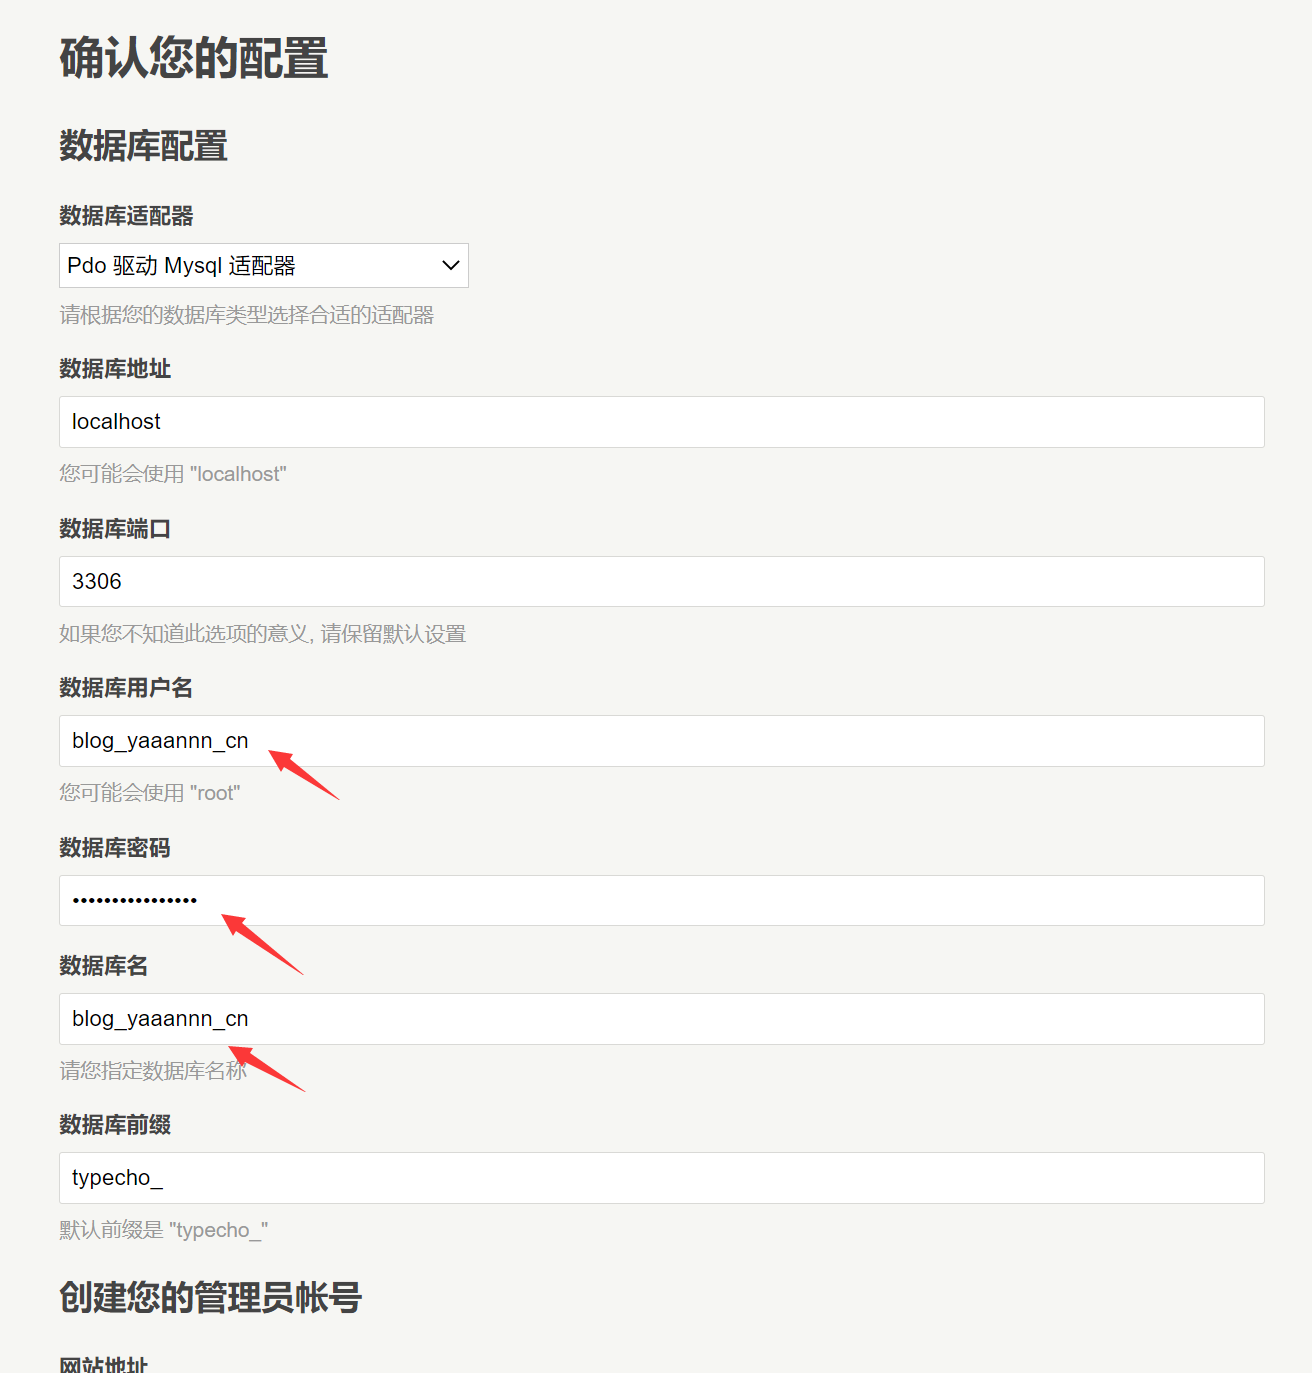 确认您的配置
数据库配置
数据库适配器
Pdo 驱动 Mysql 适配器
请根据您的数据库类型选择合适的适配器
数据库地址
localhost
您可能会使用 "localhost"
数据库端口
3306
如果您不知道此选项的意义, 请保留默认设置
数据库用户名
blog_yaaannn_cn
您可能会使用 "root"
数据库密码
••••••••••••••••
数据库名
blog_yaaannn_cn
请您指定数据库名称
数据库前缀
typecho_
默认前缀是 "typecho_"
创建您的管理员帐号
网站地址